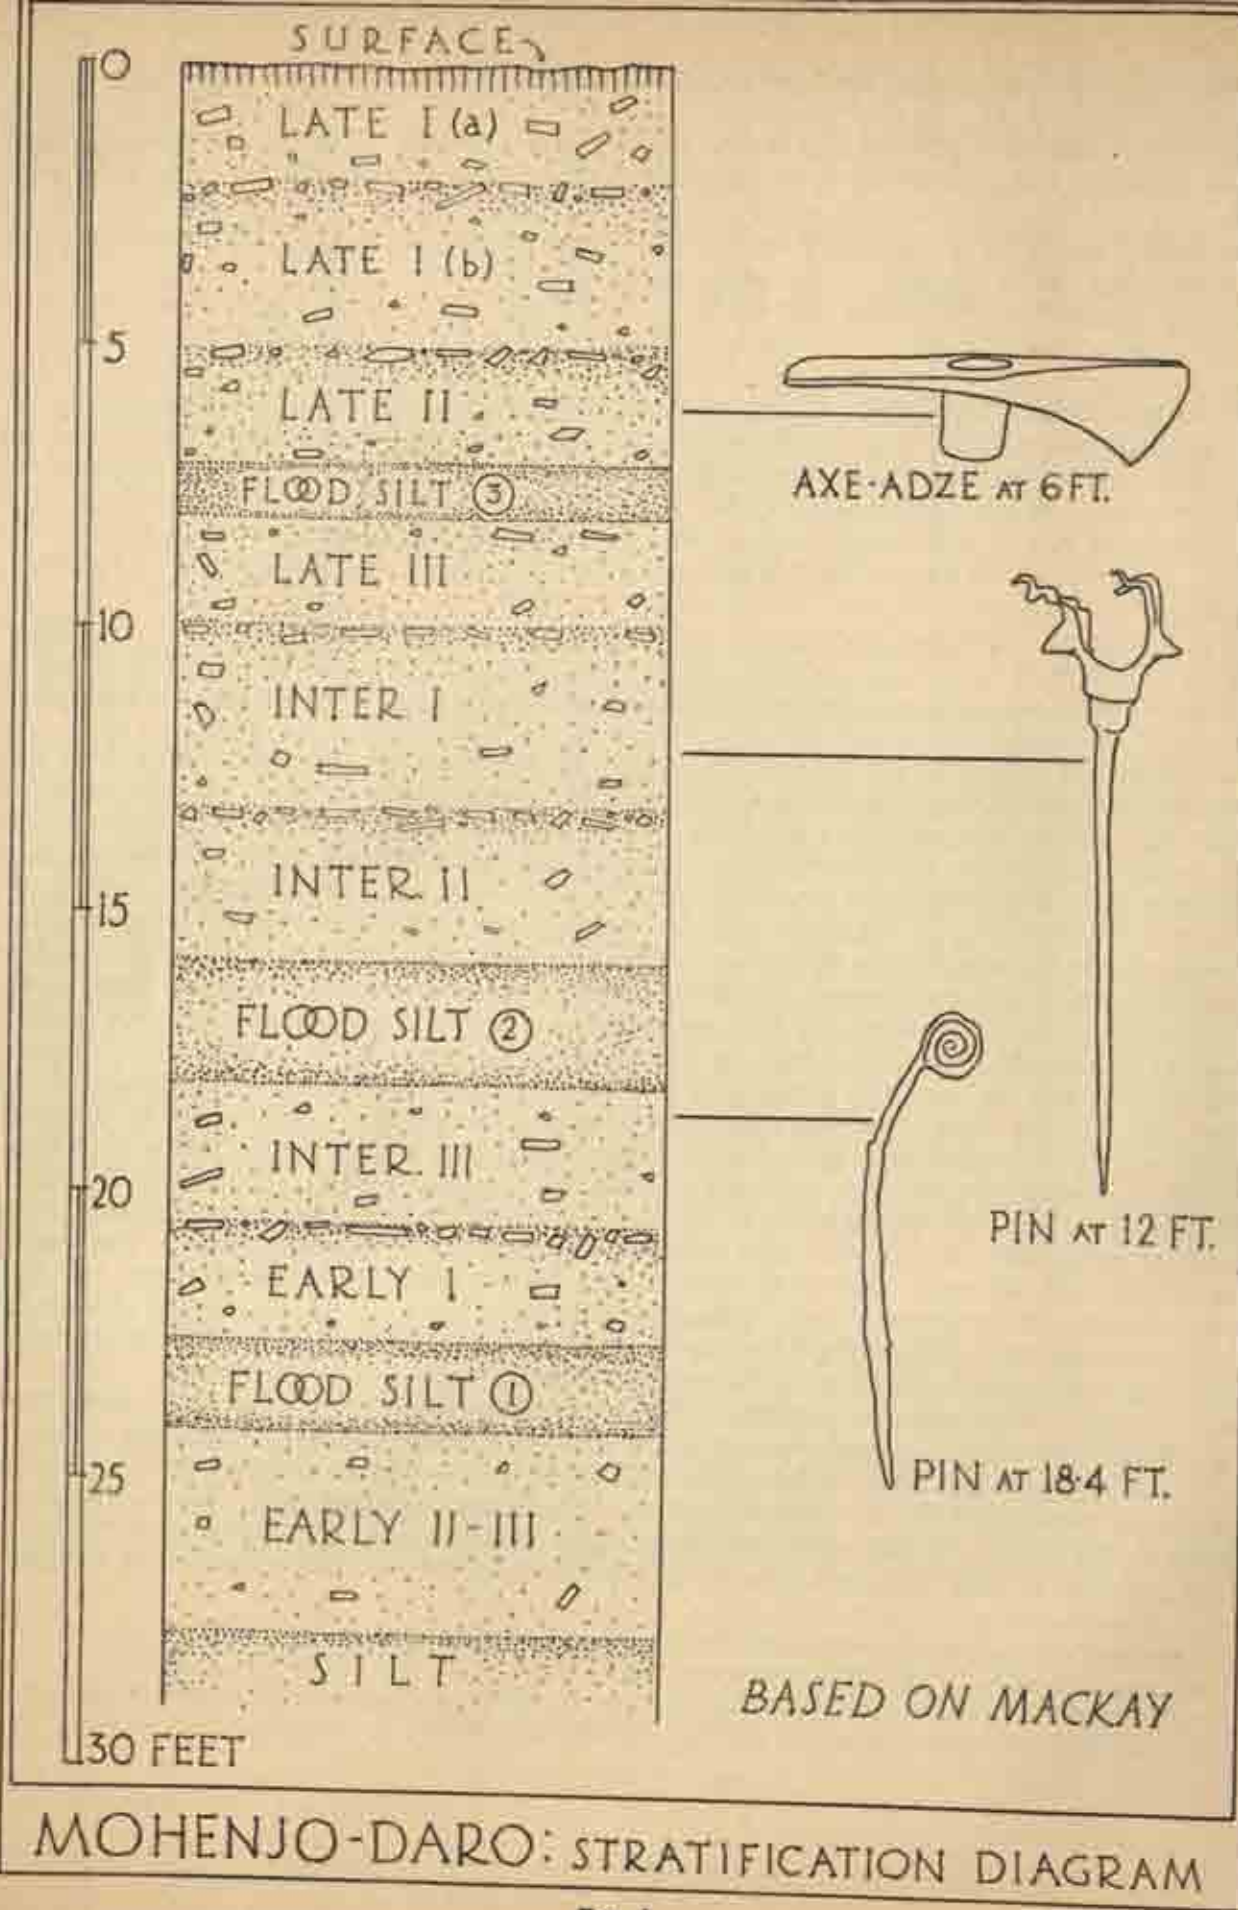 SURFACE
0
LATE I (a)
LATE I (b)
5
LATE II
AXE-ADZE AT 6 FT.
FLOOD SILT ③
LATE III
10
INTER I
INTER. II
15
FLOOD SILT ②
INTER. III
20
PIN AT 12 FT.
EARLY I
FLOOD SILT ①
25
PIN AT 18·4 FT.
EARLY II-III
SILT
BASED ON MACKAY
30 FEET
MOHENJO-DARO: STRATIFICATION DIAGRAM